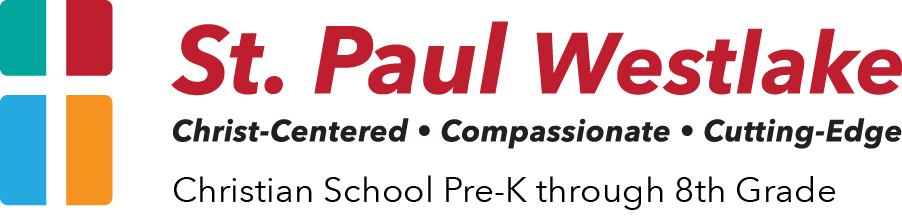 St. Paul Westlake
Christ-Centered • Compassionate • Cutting-Edge
Christian School Pre-K through 8th Grade